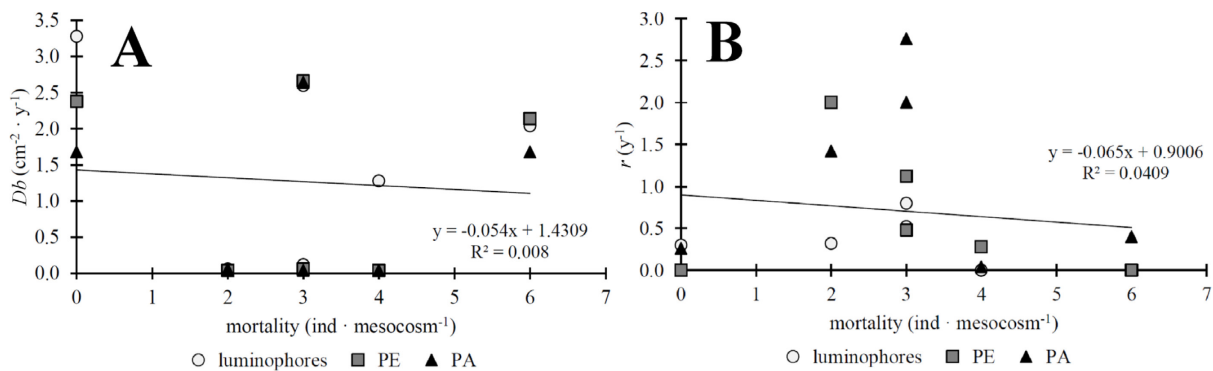 A
3.5
3.0
2.5
2.0
1.5
1.0
0.5
0.0
Db (cm⁻² · y⁻¹)
y = -0.054x + 1.4309
R² = 0.008
0 1 2 3 4 5 6 7
mortality (ind · mesocosm⁻¹)
luminophores PE PA
B
3.0
2.5
2.0
1.5
1.0
0.5
0.0
r (y⁻¹)
y = -0.065x + 0.9006
R² = 0.0409
0 1 2 3 4 5 6 7
mortality (ind · mesocosm⁻¹)
luminophores PE PA